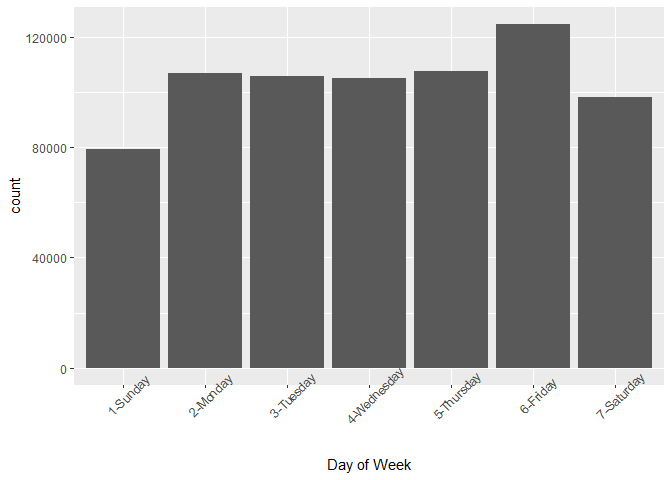 120000
80000
40000
0
count
1-Sunday
2-Monday
3-Tuesday
4-Wednesday
5-Thursday
6-Friday
7-Saturday
Day of Week